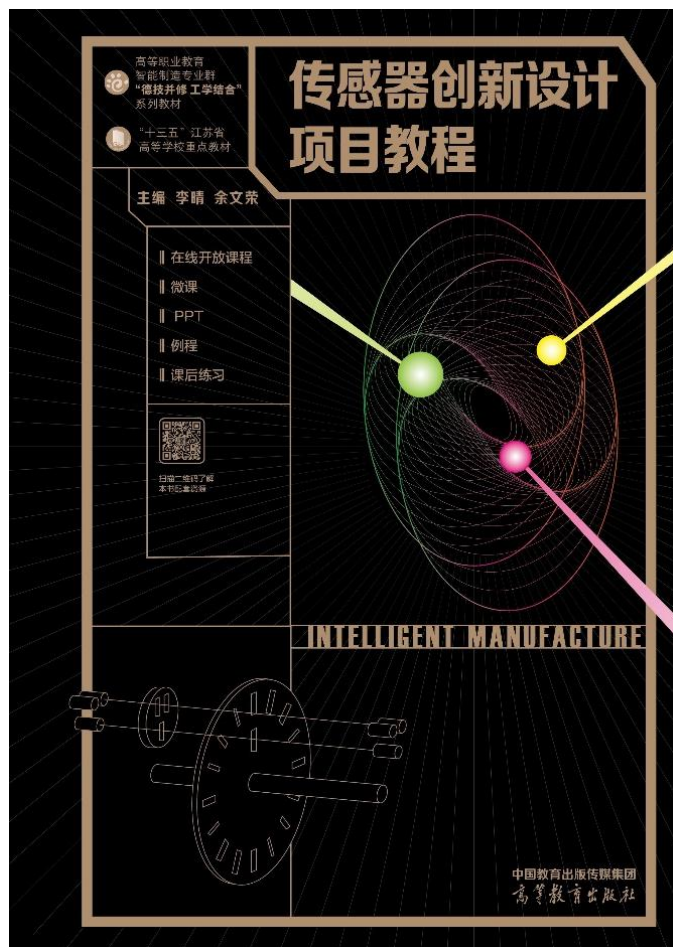 高等职业教育
智能制造专业群
“德技并修 工学结合”
系列教材
“十三五”江苏省
高等学校重点教材
传感器创新设计
项目教程
主编 李晴 余文荣
在线开放课程
微课
PPT
例程
课后练习
扫描二维码了解
本书配套资源
INTELLIGENT MANUFACTURE
中国教育出版传媒集团
高等教育出版社